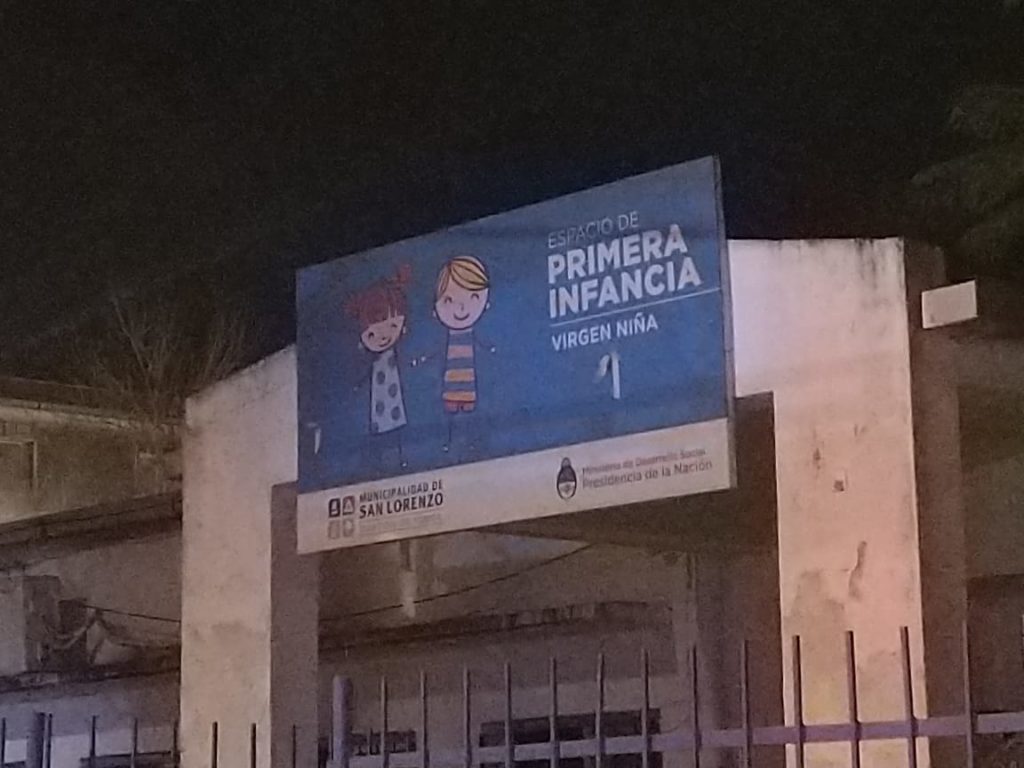 ESPACIO DE
PRIMERA
INFANCIA
VIRGEN NIÑA
MUNICIPALIDAD DE
SAN LORENZO
Ministerio de Desarrollo Social
Presidencia de la Nación